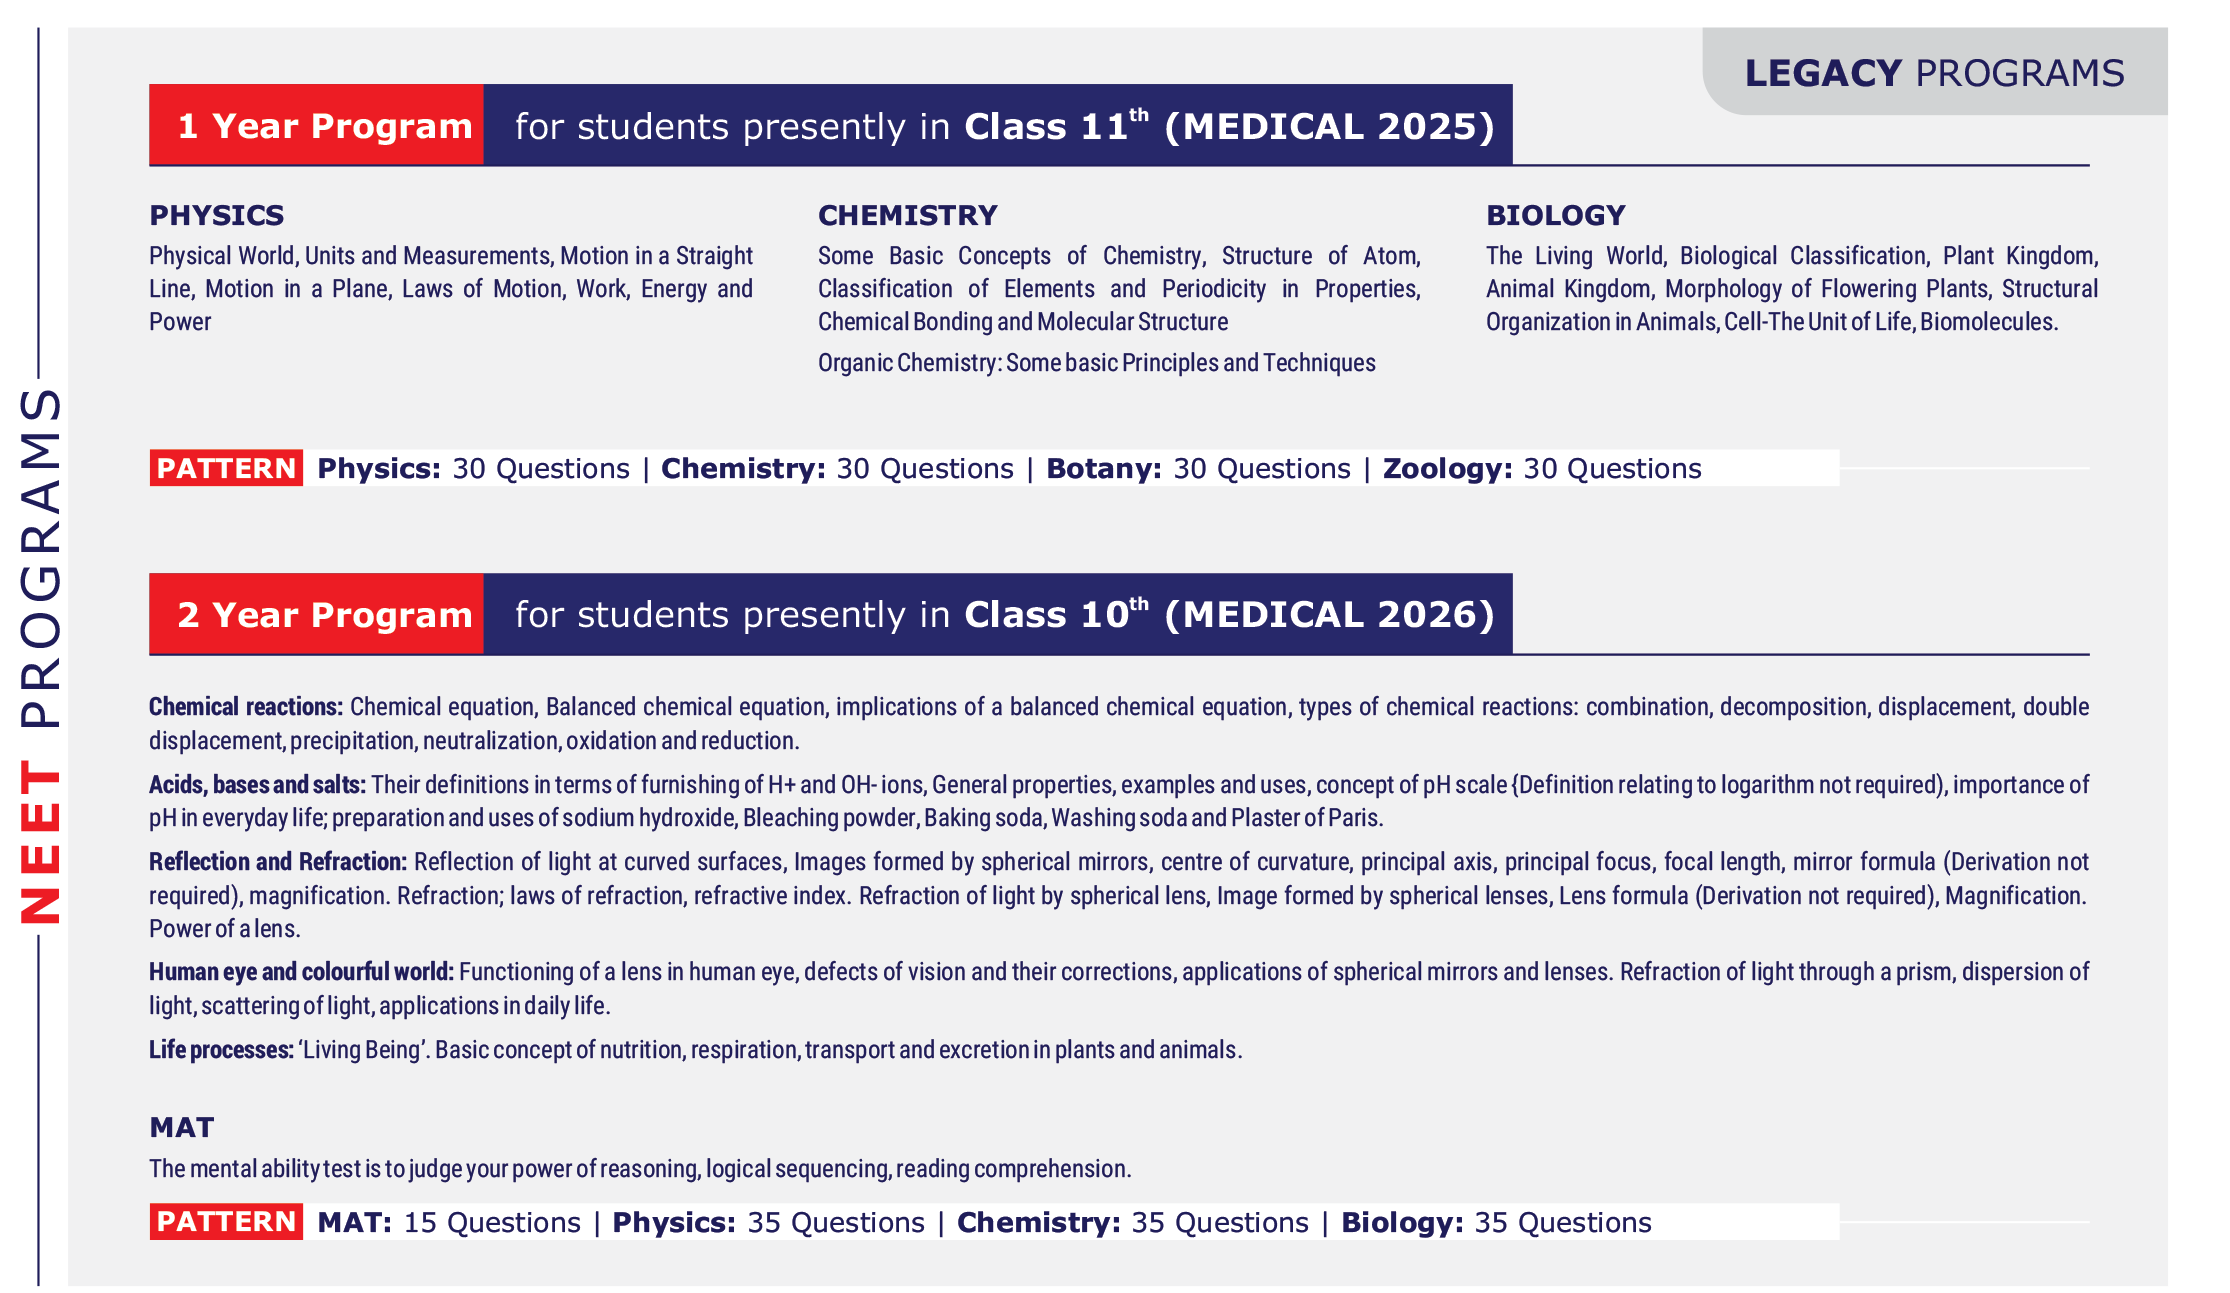 LEGACY PROGRAMS
1 Year Program for students presently in Class 11th (MEDICAL 2025)
PHYSICS
Physical World, Units and Measurements, Motion in a Straight
Line, Motion in a Plane, Laws of Motion, Work, Energy and
Power
CHEMISTRY
Some Basic Concepts of Chemistry, Structure of Atom,
Classification of Elements and Periodicity in Properties,
Chemical Bonding and Molecular Structure
Organic Chemistry: Some basic Principles and Techniques
BIOLOGY
The Living World, Biological Classification, Plant Kingdom,
Animal Kingdom, Morphology of Flowering Plants, Structural
Organization in Animals, Cell-The Unit of Life, Biomolecules.
PATTERN Physics: 30 Questions | Chemistry: 30 Questions | Botany: 30 Questions | Zoology: 30 Questions
2 Year Program for students presently in Class 10th (MEDICAL 2026)
Chemical reactions: Chemical equation, Balanced chemical equation, implications of a balanced chemical equation, types of chemical reactions: combination, decomposition, displacement, double
displacement, precipitation, neutralization, oxidation and reduction.
Acids, bases and salts: Their definitions in terms of furnishing of H+ and OH- ions, General properties, examples and uses, concept of pH scale {Definition relating to logarithm not required), importance of
pH in everyday life; preparation and uses of sodium hydroxide, Bleaching powder, Baking soda, Washing soda and Plaster of Paris.
Reflection and Refraction: Reflection of light at curved surfaces, Images formed by spherical mirrors, centre of curvature, principal axis, principal focus, focal length, mirror formula (Derivation not
required), magnification. Refraction; laws of refraction, refractive index. Refraction of light by spherical lens, Image formed by spherical lenses, Lens formula (Derivation not required), Magnification.
Power of a lens.
Human eye and colourful world: Functioning of a lens in human eye, defects of vision and their corrections, applications of spherical mirrors and lenses. Refraction of light through a prism, dispersion of
light, scattering of light, applications in daily life.
Life processes: ‘Living Being’. Basic concept of nutrition, respiration, transport and excretion in plants and animals.
MAT
The mental ability test is to judge your power of reasoning, logical sequencing, reading comprehension.
PATTERN MAT: 15 Questions | Physics: 35 Questions | Chemistry: 35 Questions | Biology: 35 Questions
NEET PROGRAMS